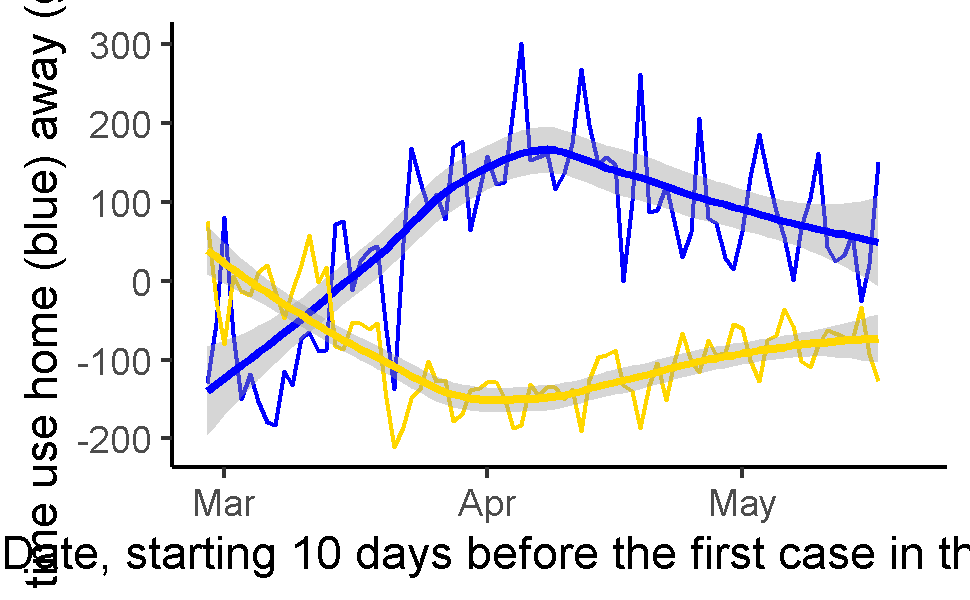 time use home (blue) away (
300
200
100
0
-100
-200
Mar Apr May
Date, starting 10 days before the first case in th